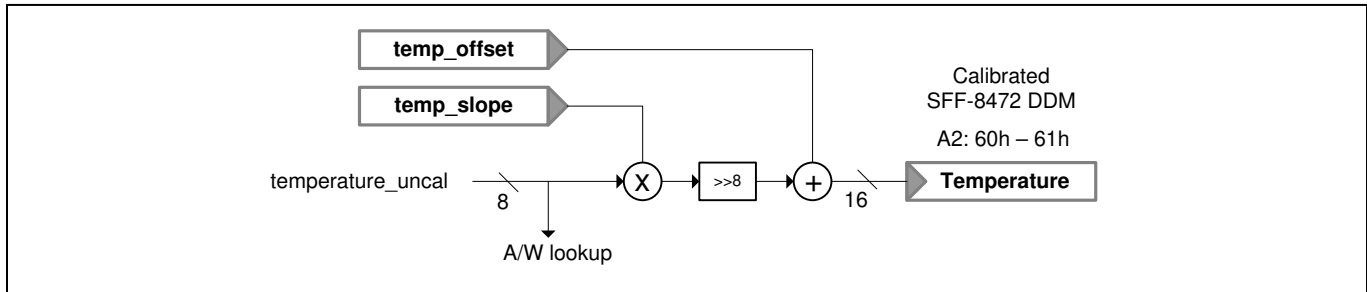 temp_offset
temp_slope
Calibrated
SFF-8472 DDM
A2: 60h – 61h
temperature_uncal
8
X
>>8
+
16
Temperature
A/W lookup